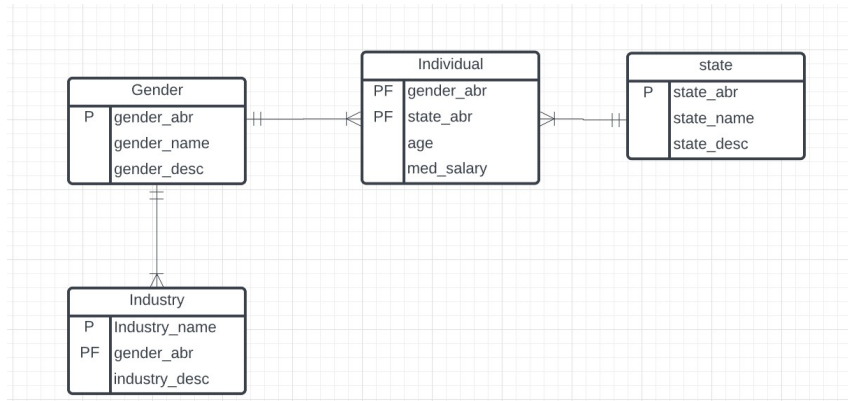 Gender
P gender_abr
gender_name
gender_desc
Individual
PF gender_abr
PF state_abr
age
med_salary
state
P state_abr
state_name
state_desc
Industry
P Industry_name
PF gender_abr
industry_desc